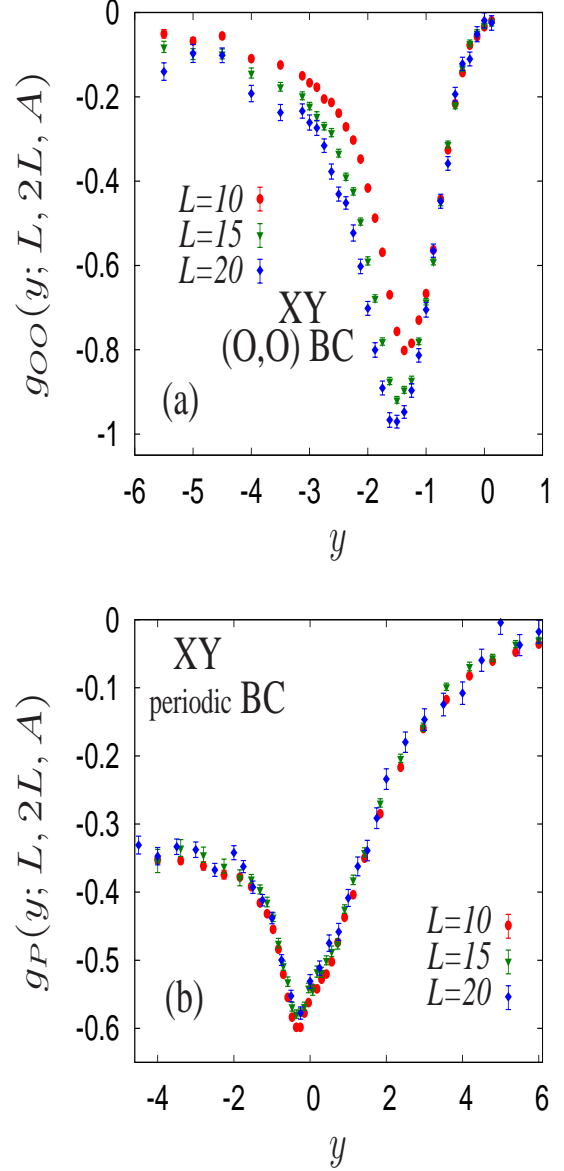 g_OO(y; L, 2L, A)
0
-0.2
-0.4
-0.6
-0.8
-1
L=10
L=15
L=20
XY
(O,O) BC
(a)
-6 -5 -4 -3 -2 -1 0 1
y
g_P(y; L, 2L, A)
0
-0.1
-0.2
-0.3
-0.4
-0.5
-0.6
XY
periodic BC
L=10
L=15
L=20
(b)
-4 -2 0 2 4 6
y